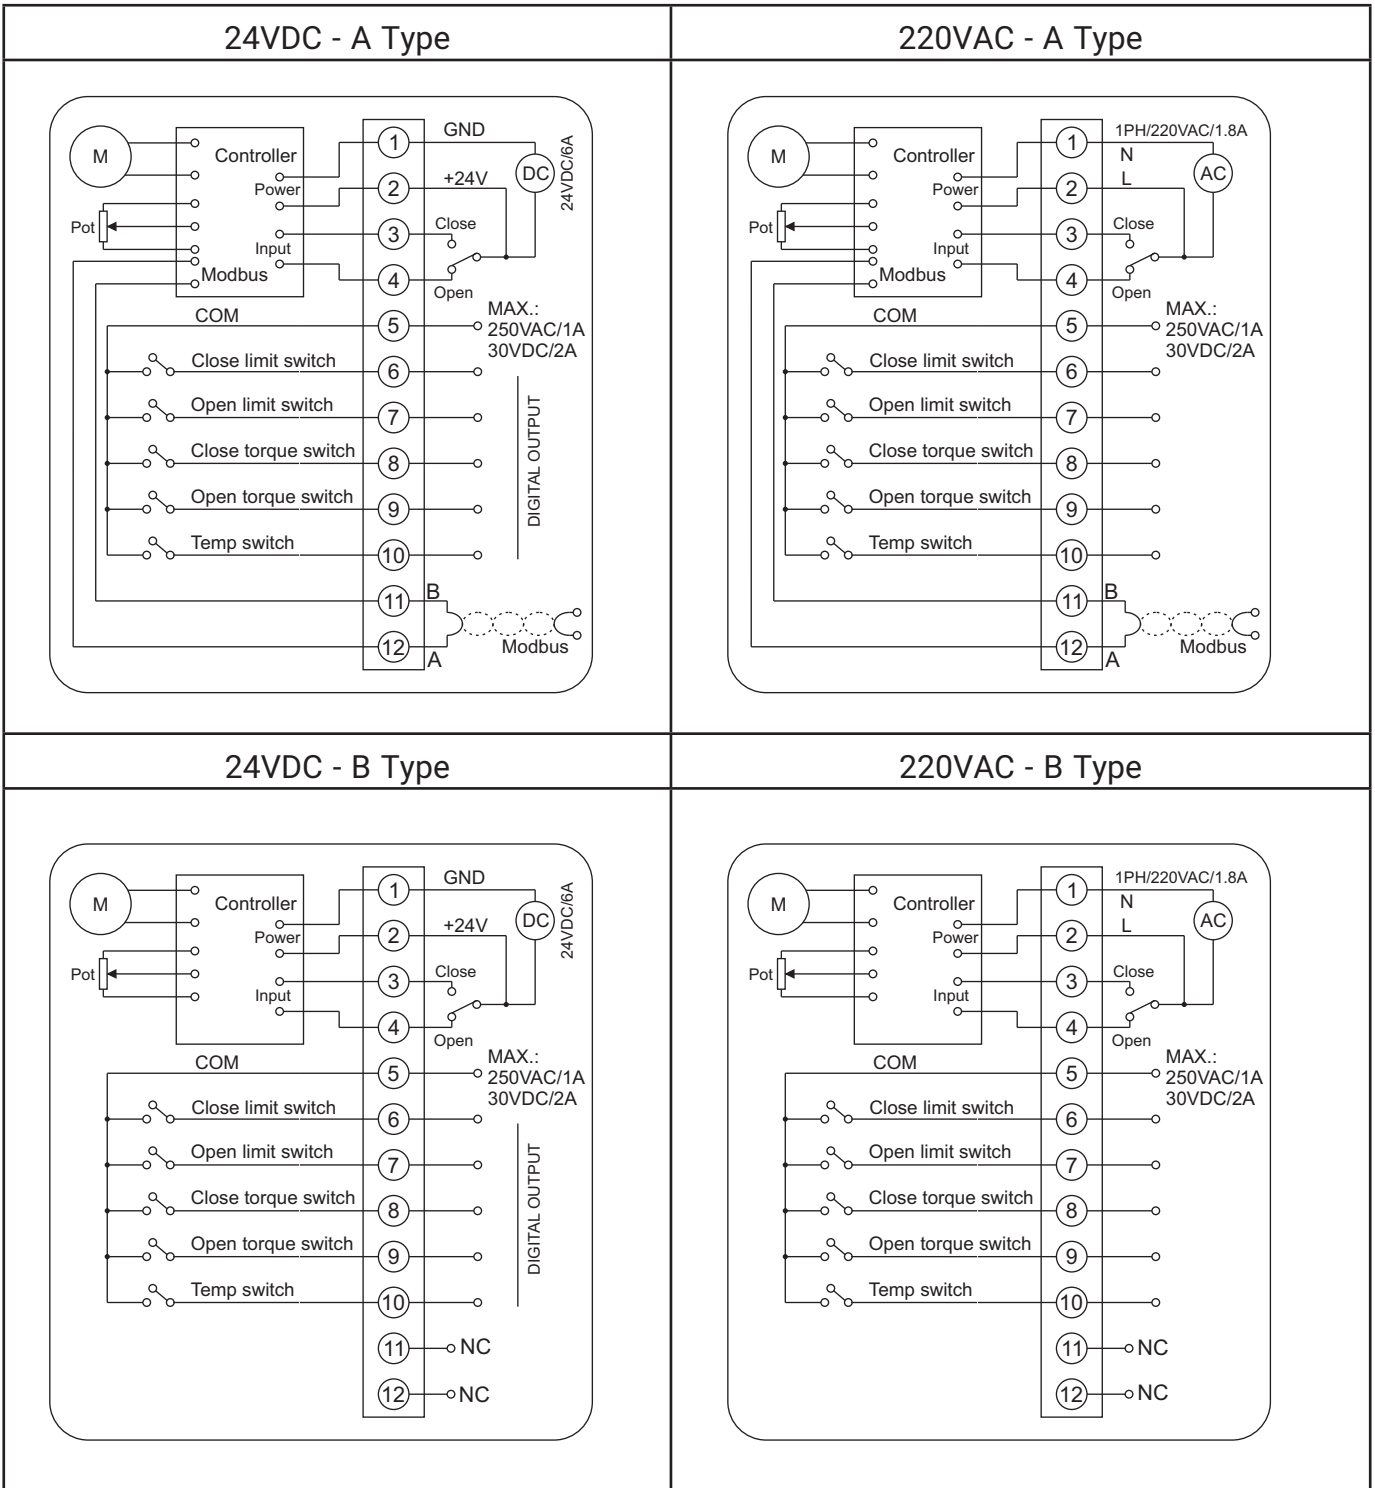 24VDC - A Type
220VAC - A Type
M
Controller
Power
Pot
Input
Modbus
1
GND
2
+24V
DC
24VDC/6A
3
Close
4
Open
COM
5
MAX.:
250VAC/1A
30VDC/2A
Close limit switch
6
Open limit switch
7
Close torque switch
8
Open torque switch
9
Temp switch
10
DIGITAL OUTPUT
11
B
12
A
Modbus
M
Controller
Power
Pot
Input
Modbus
1
1PH/220VAC/1.8A
N
2
L
AC
3
Close
4
Open
COM
5
MAX.:
250VAC/1A
30VDC/2A
Close limit switch
6
Open limit switch
7
Close torque switch
8
Open torque switch
9
Temp switch
10
11
B
12
A
Modbus
24VDC - B Type
220VAC - B Type
M
Controller
Power
Pot
Input
1
GND
2
+24V
DC
24VDC/6A
3
Close
4
Open
COM
5
MAX.:
250VAC/1A
30VDC/2A
Close limit switch
6
Open limit switch
7
Close torque switch
8
Open torque switch
9
Temp switch
10
DIGITAL OUTPUT
11
NC
12
NC
M
Controller
Power
Pot
Input
1
1PH/220VAC/1.8A
N
2
L
AC
3
Close
4
Open
COM
5
MAX.:
250VAC/1A
30VDC/2A
Close limit switch
6
Open limit switch
7
Close torque switch
8
Open torque switch
9
Temp switch
10
11
NC
12
NC